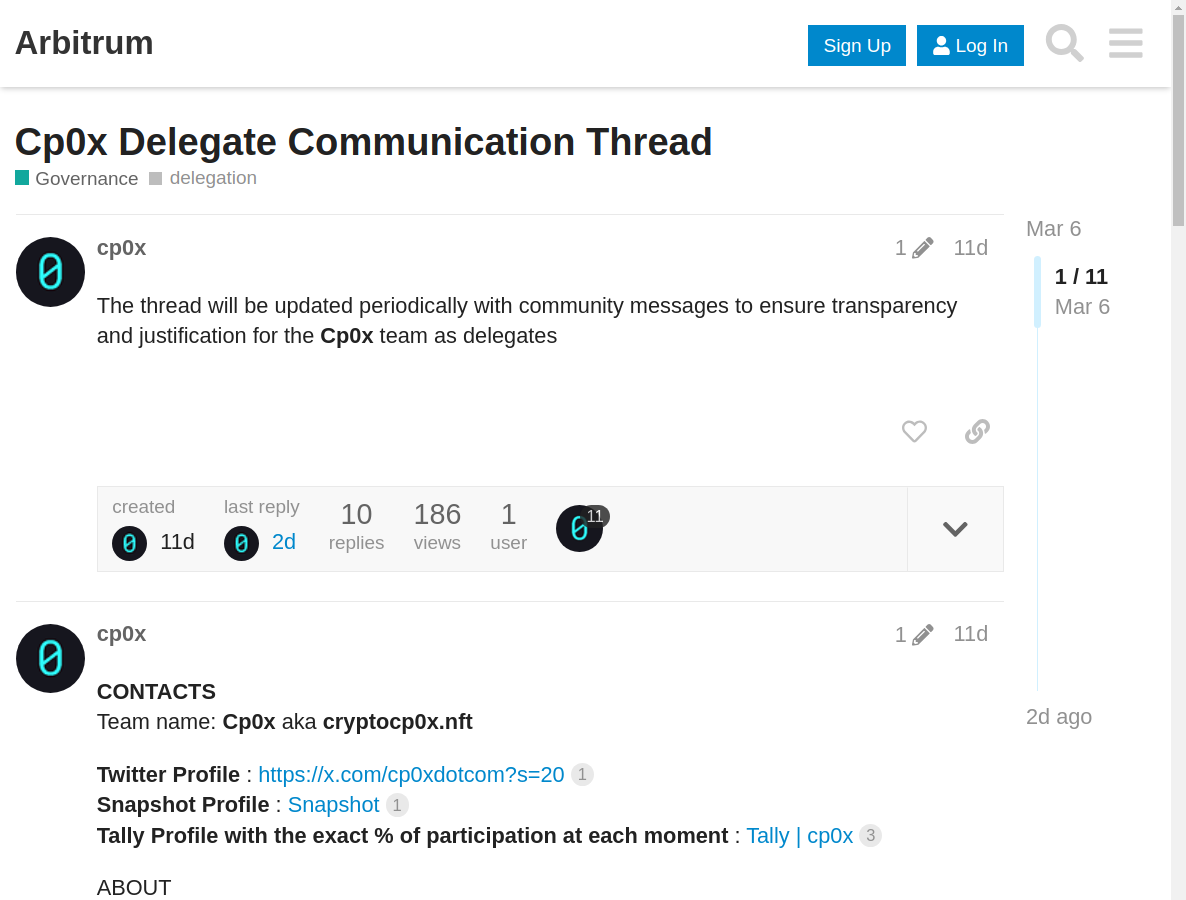 Arbitrum
Sign Up
Log In
Cp0x Delegate Communication Thread
Governance
delegation
cp0x
1
11d
The thread will be updated periodically with community messages to ensure transparency
and justification for the Cp0x team as delegates
created
11d
last reply
2d
10
replies
186
views
1
user
11
Mar 6
1 / 11
Mar 6
2d ago
cp0x
1
11d
CONTACTS
Team name: Cp0x aka cryptocp0x.nft
Twitter Profile : https://x.com/cp0xdotcom?s=20 1
Snapshot Profile : Snapshot 1
Tally Profile with the exact % of participation at each moment : Tally | cp0x 3
ABOUT